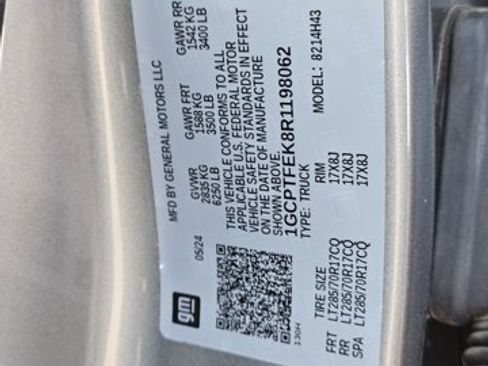 gm
05/24
MFD BY GENERAL MOTORS LLC
GVWR GAWR FRT GAWR RR
2835 KG 1588 KG 1542 KG
6250 LB 3500 LB 3400 LB
THIS VEHICLE CONFORMS TO ALL
APPLICABLE U.S. FEDERAL MOTOR
VEHICLE SAFETY STANDARDS IN EFFECT
ON THE DATE OF MANUFACTURE
SHOWN ABOVE.
1GCPTFEK8R1198062
TYPE: TRUCK MODEL: 8214H43
130H
TIRE SIZE RIM
FRT LT285/70R17CQ 17X8J
RR LT285/70R17CQ 17X8J
SPA LT285/70R17CQ 17X8J